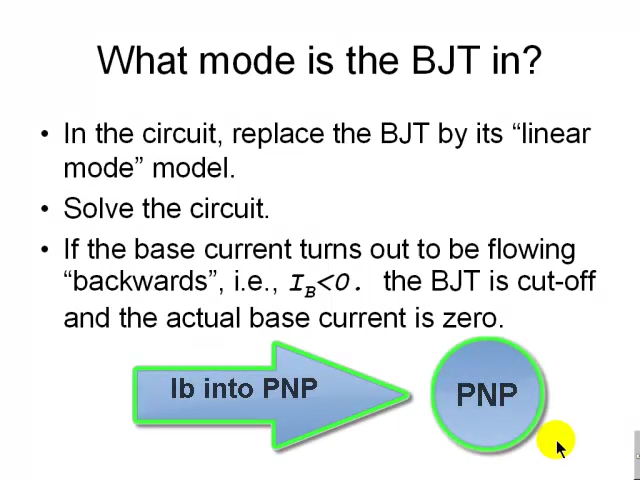 What mode is the BJT in?
• In the circuit, replace the BJT by its “linear
mode” model.
• Solve the circuit.
• If the base current turns out to be flowing
“backwards”, i.e., IB<0. the BJT is cut-off
and the actual base current is zero.
Ib into PNP
PNP